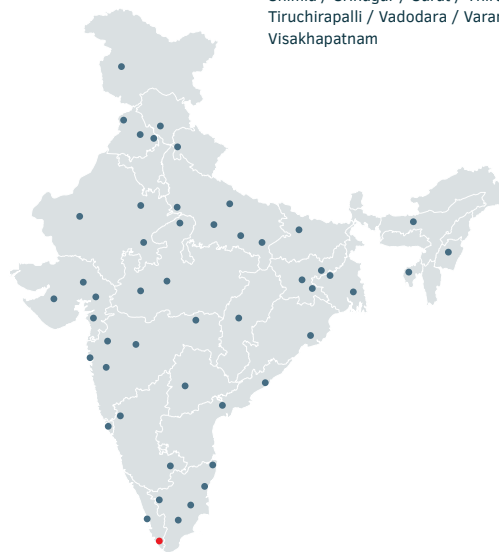 Shimla / Srinagar / Surat /
Tiruchirapalli / Vadodara /
Visakhapatnam